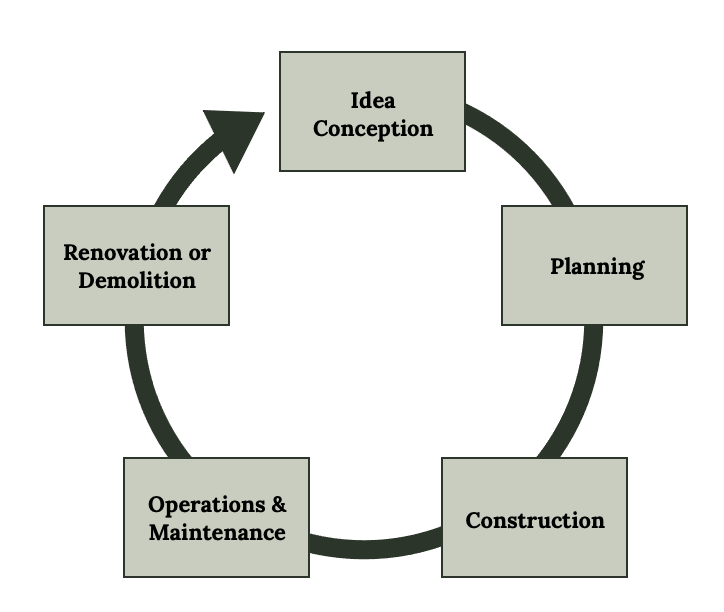 Idea
Conception
Planning
Construction
Operations &
Maintenance
Renovation or
Demolition